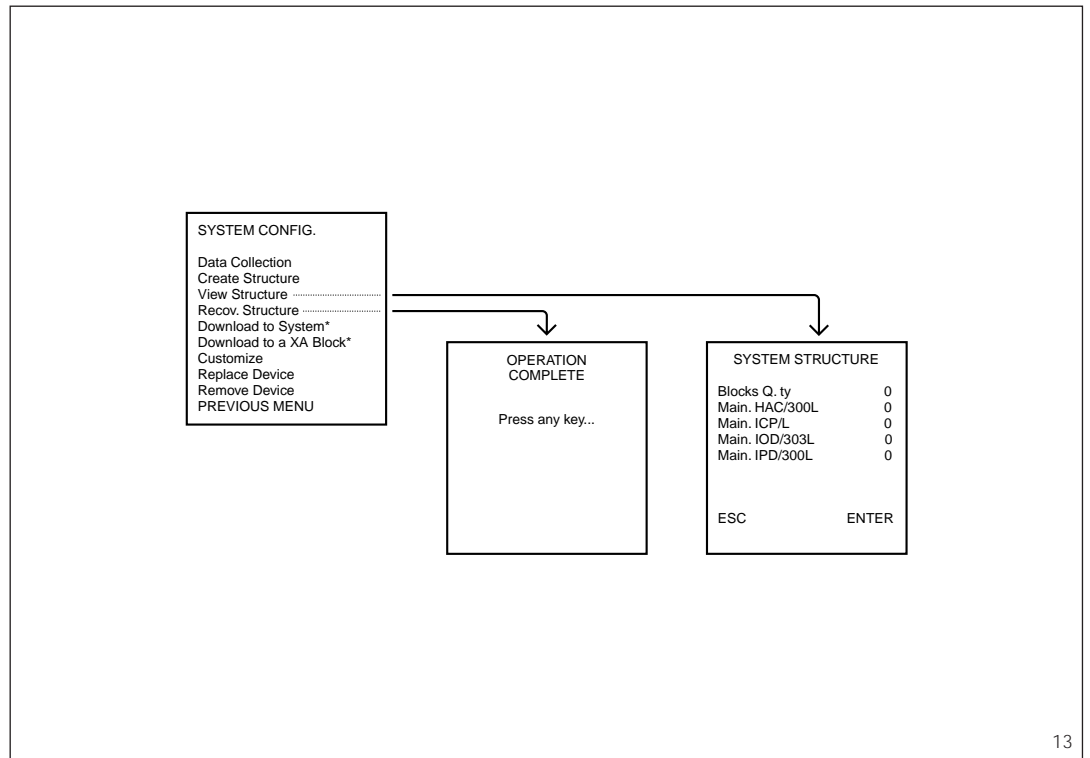 SYSTEM CONFIG.
Data Collection
Create Structure
View Structure
Recov. Structure
Download to System*
Download to a XA Block*
Customize
Replace Device
Remove Device
PREVIOUS MENU
OPERATION
COMPLETE
Press any key...
SYSTEM STRUCTURE
Blocks Q. ty 0
Main. HAC/300L 0
Main. ICP/L 0
Main. IOD/303L 0
Main. IPD/300L 0
ESC ENTER
13